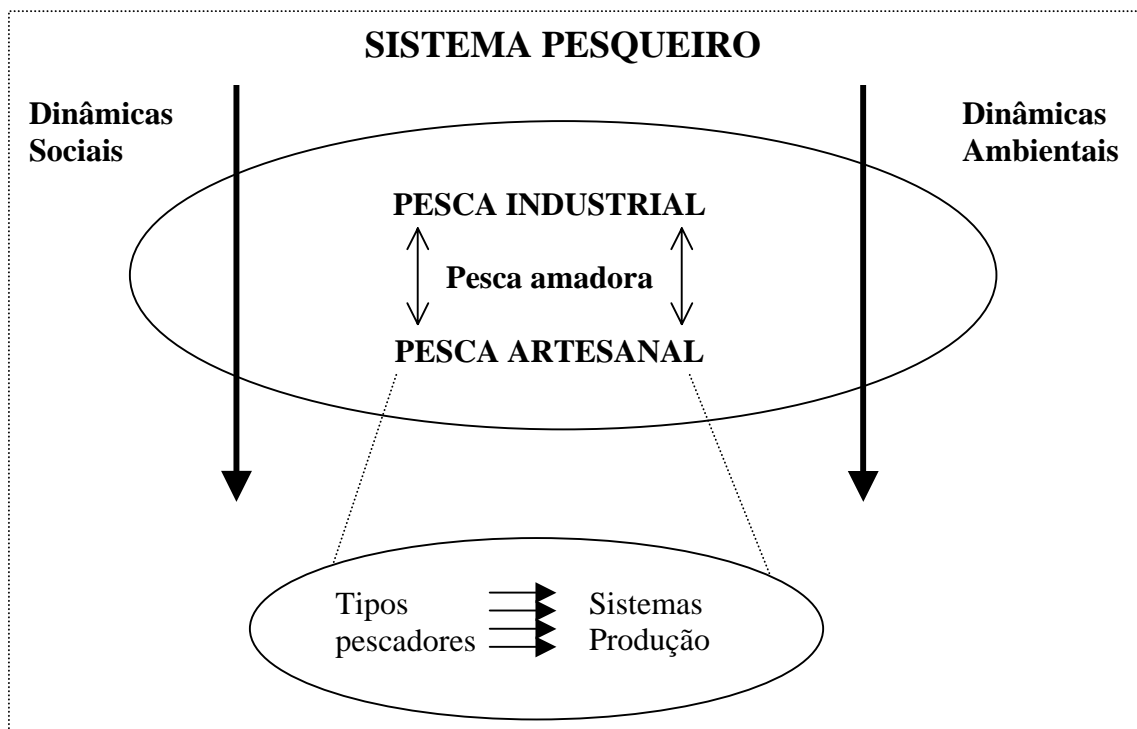 SISTEMA PESQUEIRO
Dinâmicas
Sociais
Dinâmicas
Ambientais
PESCA INDUSTRIAL
Pesca amadora
PESCA ARTESANAL
Tipos
pescadores
Sistemas
Produção